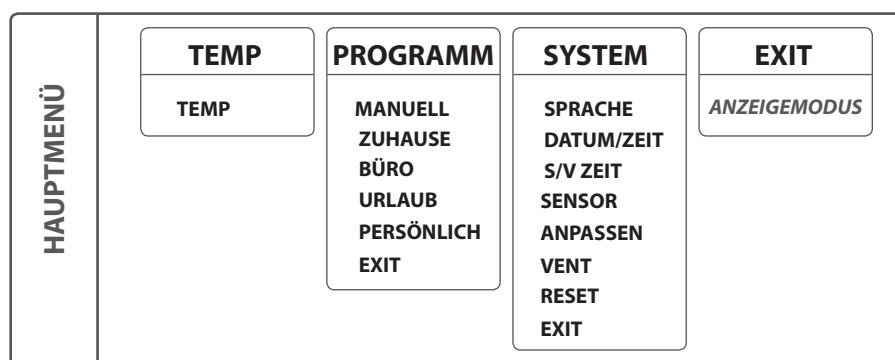 HAUPTMENÜ
TEMP
TEMP
PROGRAMM
MANUELL
ZUHAUSE
BÜRO
URLAUB
PERSÖNLICH
EXIT
SYSTEM
SPRACHE
DATUM/ZEIT
S/V ZEIT
SENSOR
ANPASSEN
VENT
RESET
EXIT
EXIT
ANZEIGEMODUS